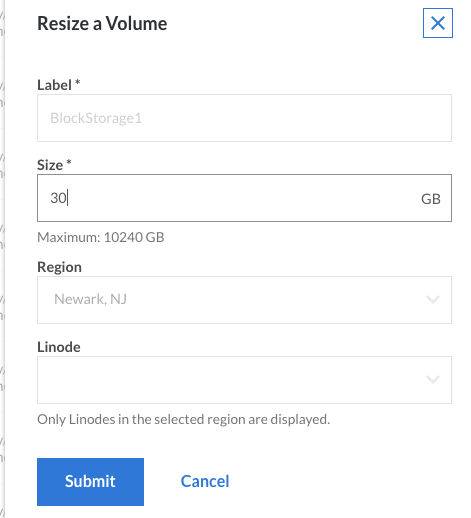 Resize a Volume
Label *
BlockStorage1
Size *
30 GB
Maximum: 10240 GB
Region
Newark, NJ
Linode
Only Linodes in the selected region are displayed.
Submit Cancel